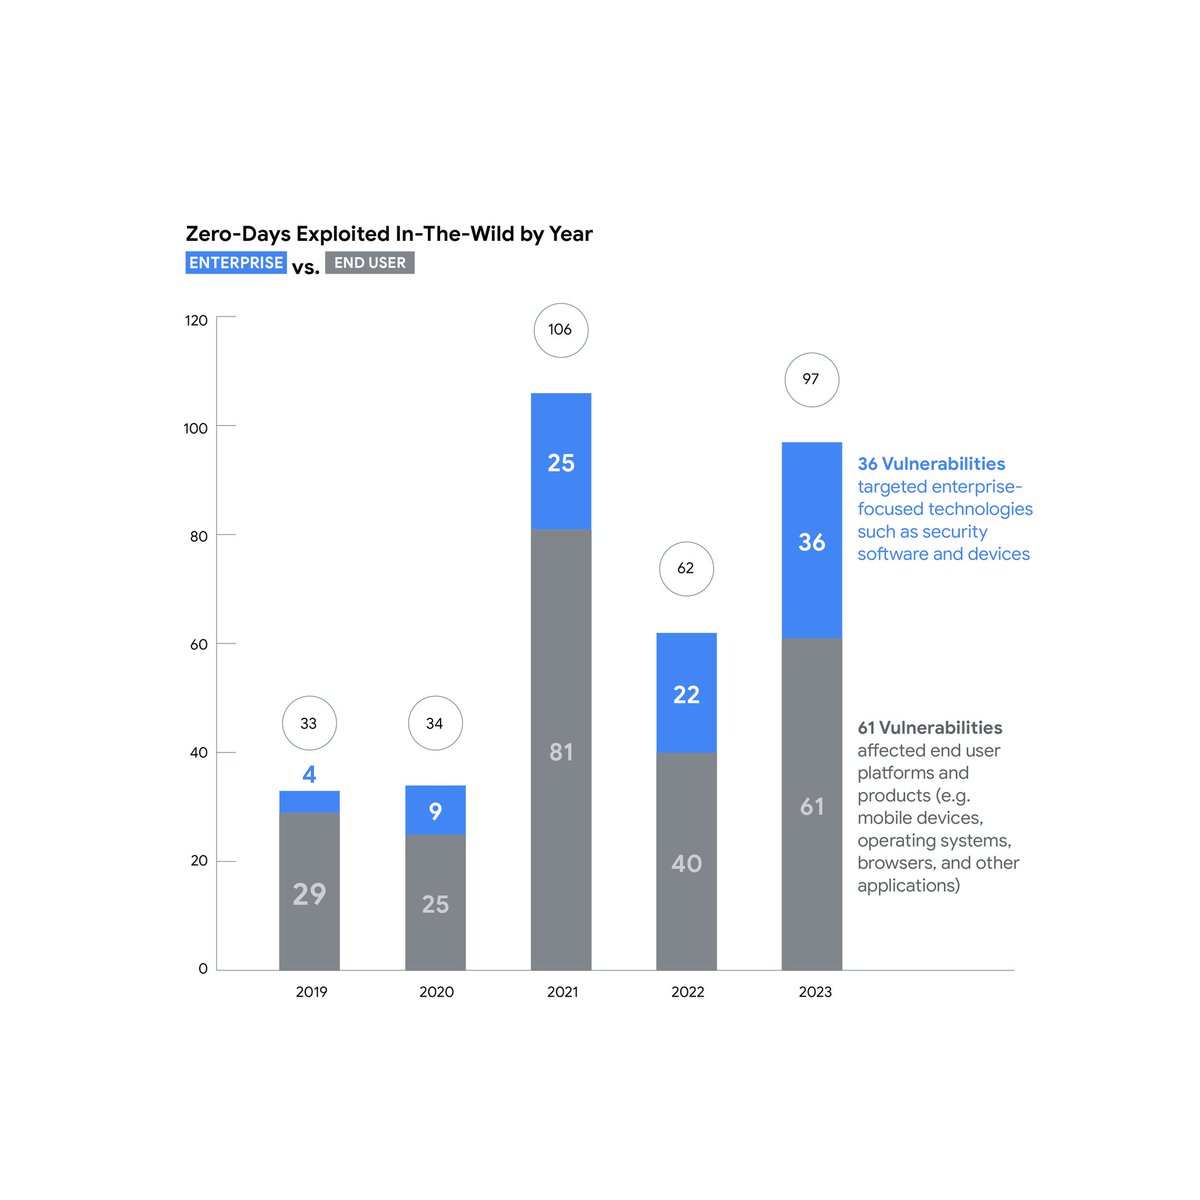 Zero-Days Exploited In-The-Wild by Year
ENTERPRISE vs. END USER
120
100
80
60
40
20
0
33
4
29
34
9
25
106
25
81
62
22
40
97
36
61
36 Vulnerabilities
targeted enterprise-
focused technologies
such as security
software and devices
61 Vulnerabilities
affected end user
platforms and
products (e.g.
mobile devices,
operating systems,
browsers, and other
applications)
2019 2020 2021 2022 2023